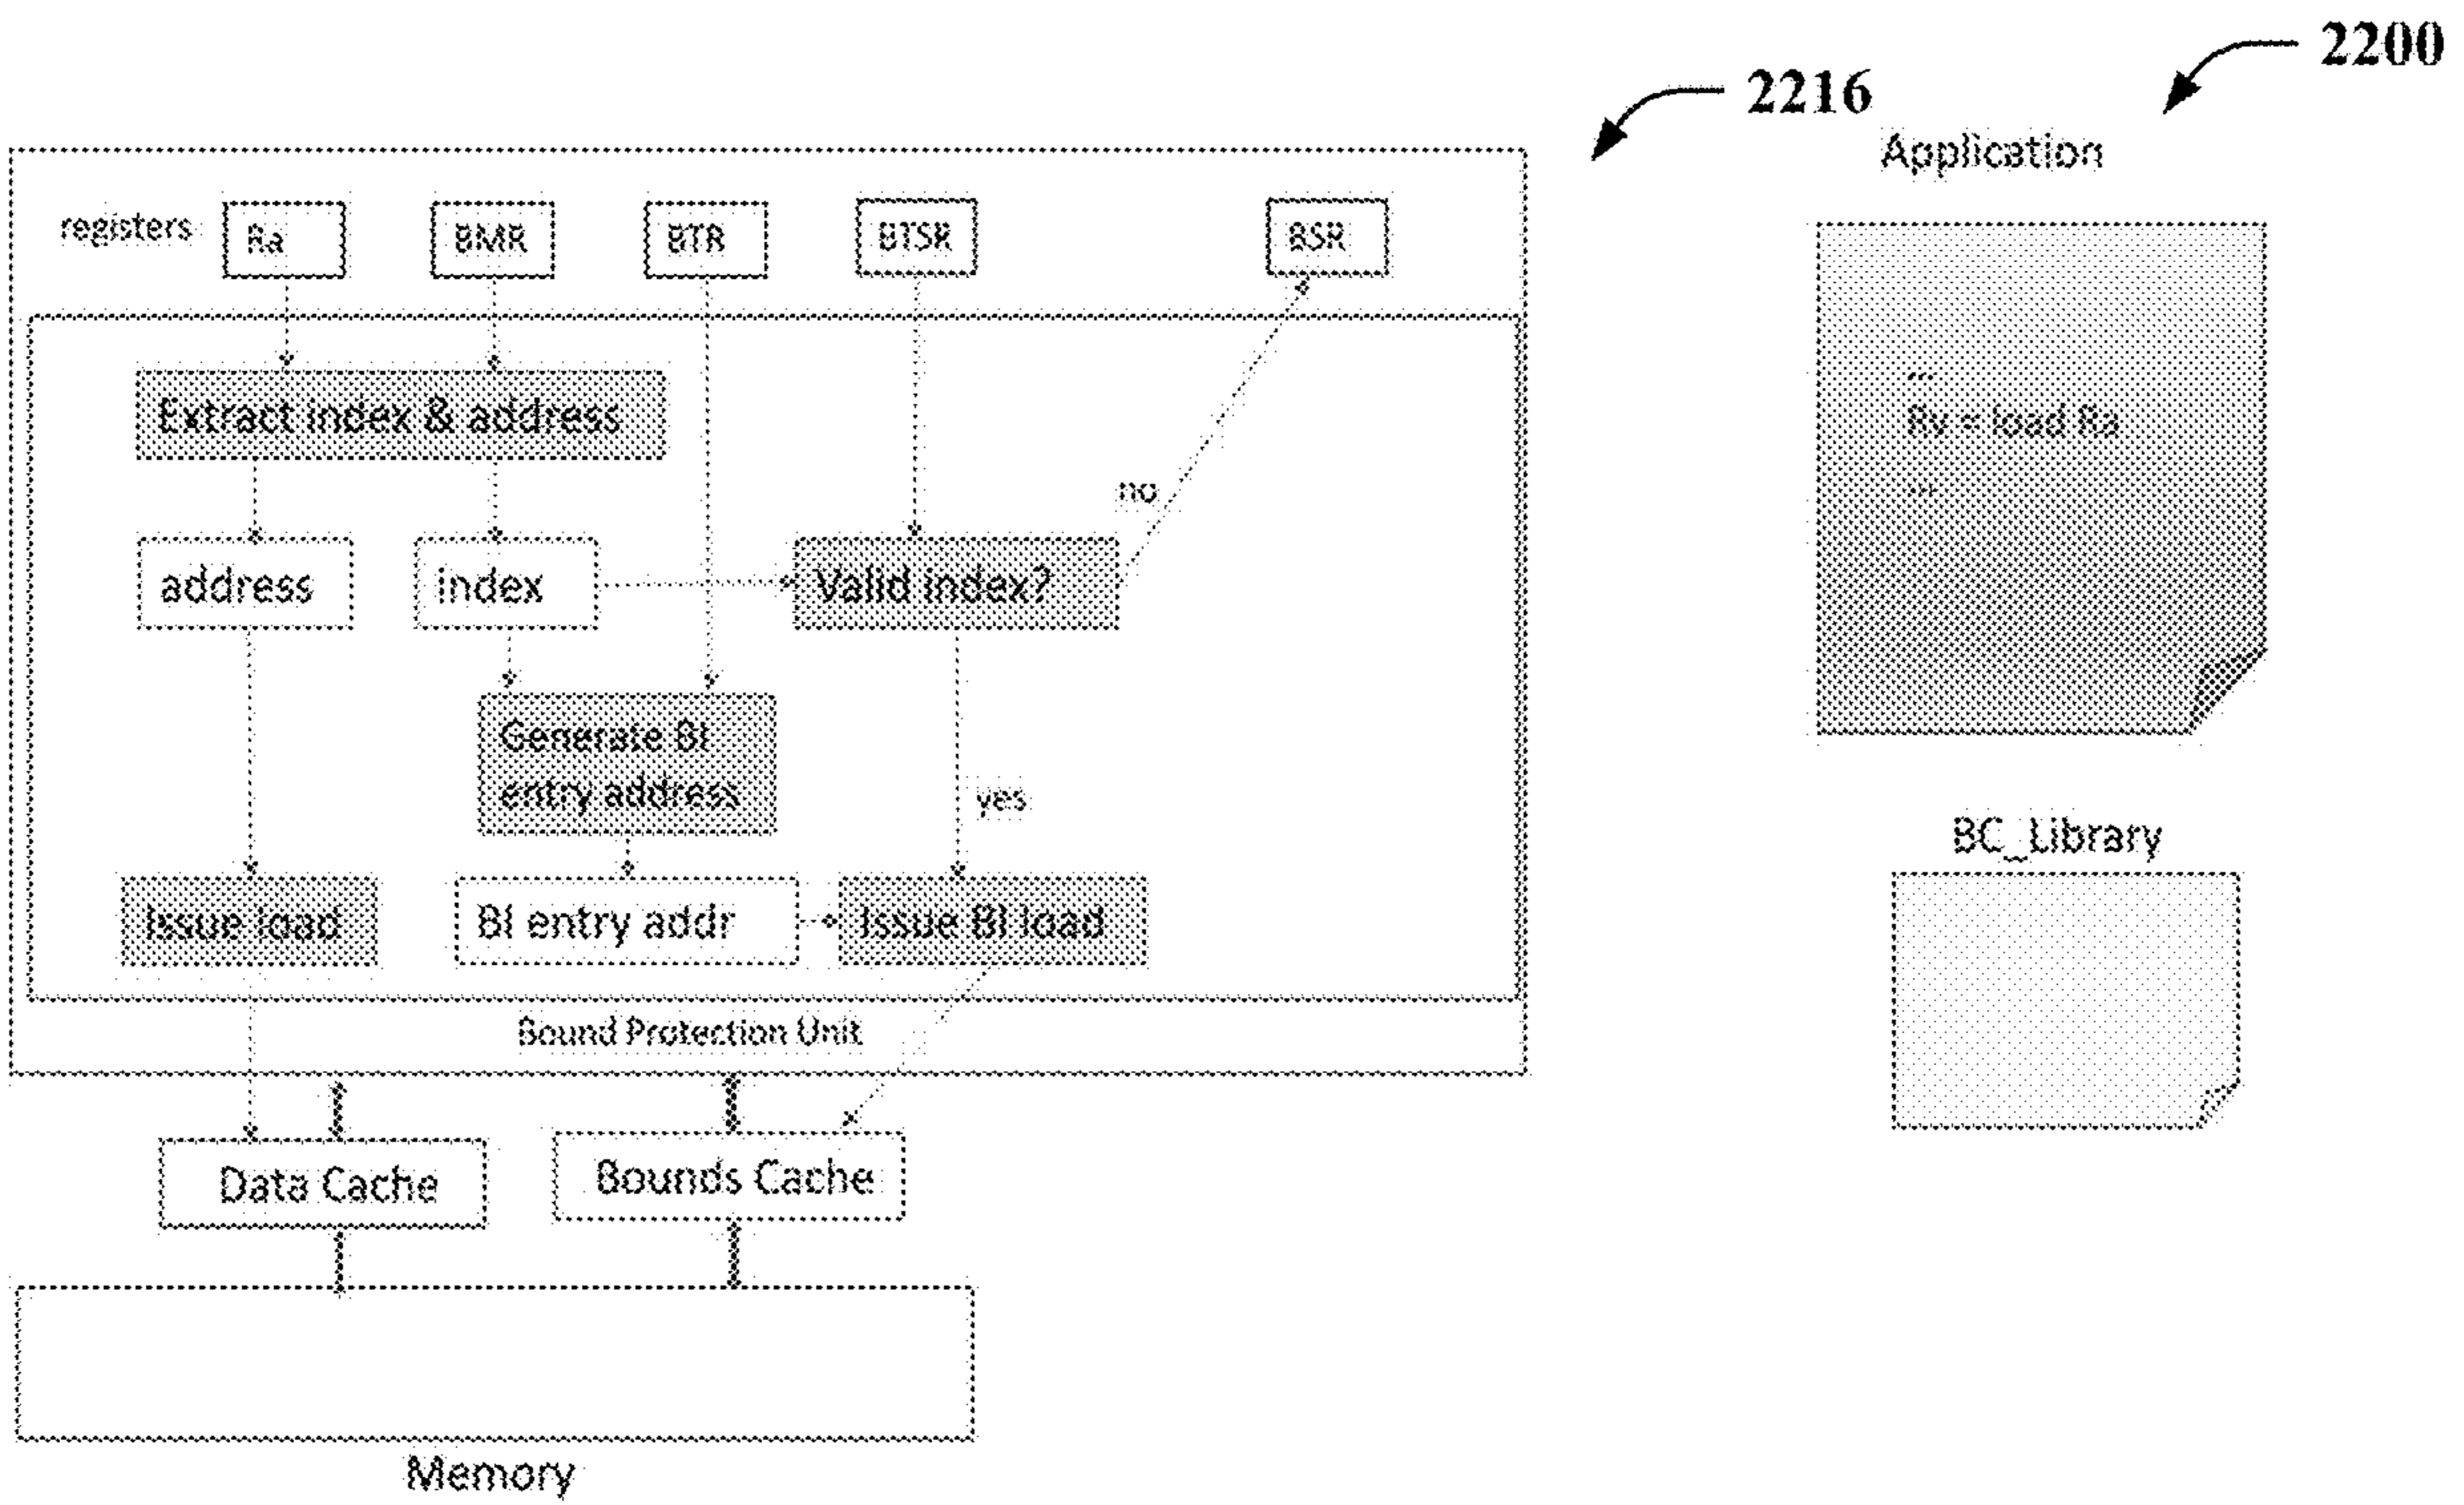 2200
2216
Application
registers
Ra
BMR
BTR
BTSR
BSR
Extract index & address
...
Rv = load Ra
...
no
address
index
Valid index?
Generate BI
entry address
yes
BC_Library
Issue load
BI entry addr
Issue BI load
Bound Protection Unit
Data Cache
Bounds Cache
Memory